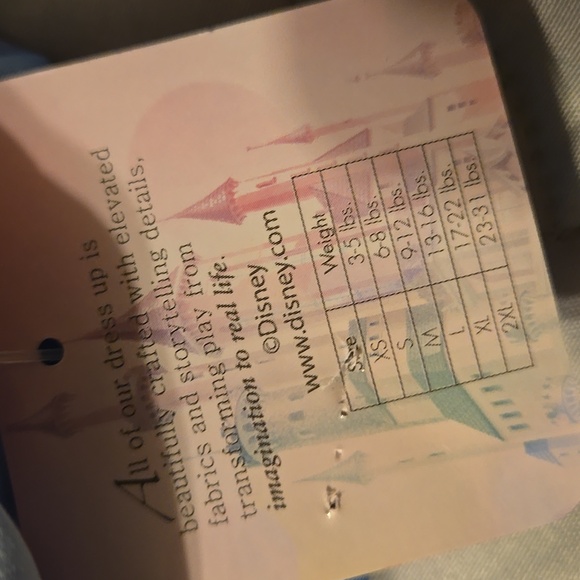 All of our dress up is
beautifully crafted with elevated
fabrics and storytelling details,
transforming play from
imagination to real life.
©Disney
www.disney.com
Size Weight
XS 3-5 lbs.
S 6-8 lbs.
M 9-12 lbs.
L 13-16 lbs.
XL 17-22 lbs.
2XL 23-31 lbs.